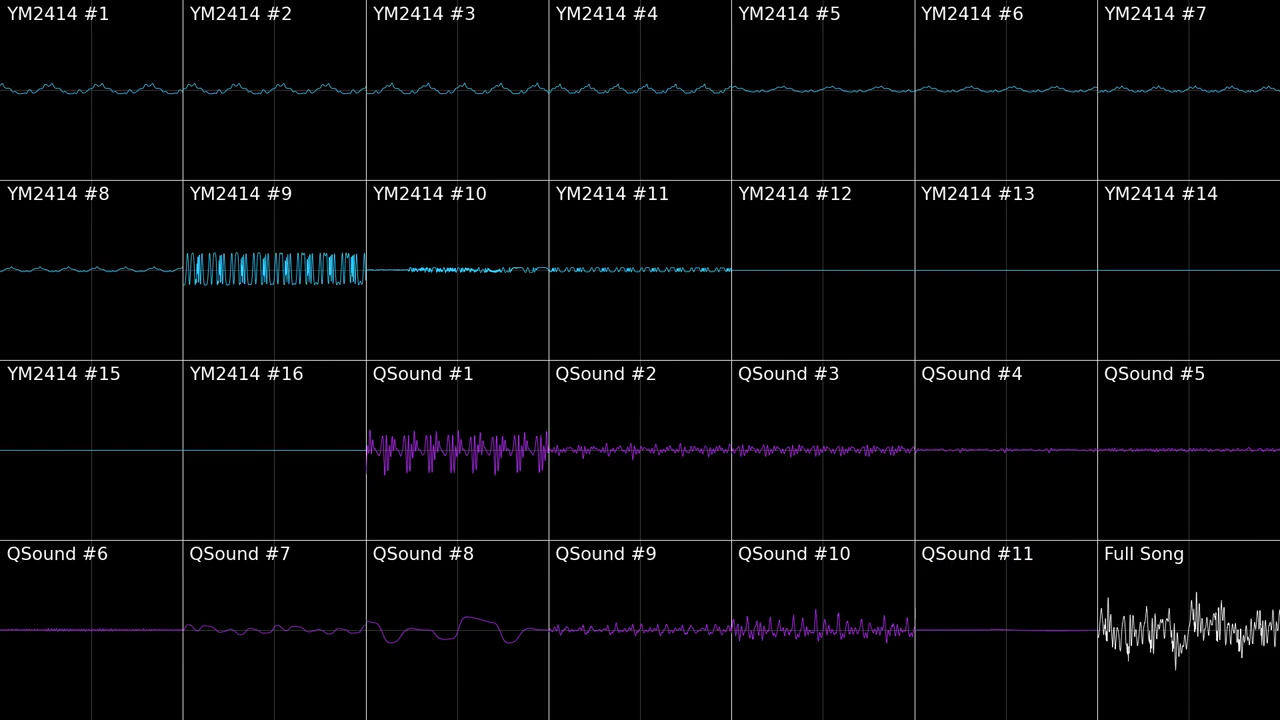 YM2414 #1
YM2414 #2
YM2414 #3
YM2414 #4
YM2414 #5
YM2414 #6
YM2414 #7
YM2414 #8
YM2414 #9
YM2414 #10
YM2414 #11
YM2414 #12
YM2414 #13
YM2414 #14
YM2414 #15
YM2414 #16
QSound #1
QSound #2
QSound #3
QSound #4
QSound #5
QSound #6
QSound #7
QSound #8
QSound #9
QSound #10
QSound #11
Full Song